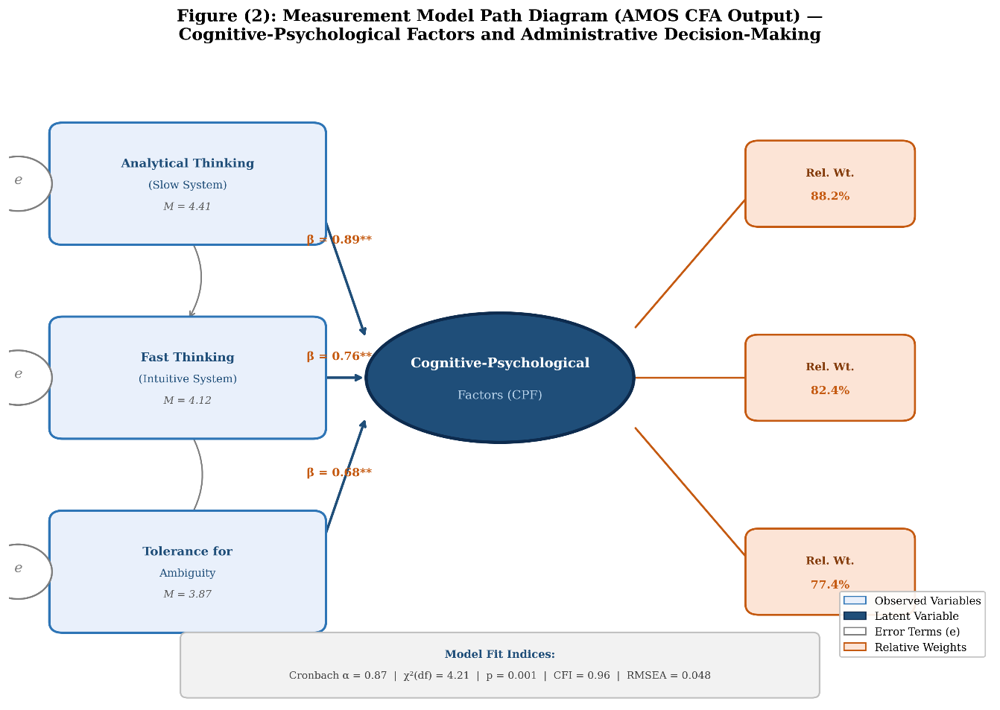 Figure (2): Measurement Model Path Diagram (AMOS CFA Output) —
Cognitive-Psychological Factors and Administrative Decision-Making
e
Analytical Thinking
(Slow System)
M = 4.41
β = 0.89**
Rel. Wt.
88.2%
e
Fast Thinking
(Intuitive System)
M = 4.12
β = 0.76**
Cognitive-Psychological
Factors (CPF)
Rel. Wt.
82.4%
β = 0.68**
e
Tolerance for
Ambiguity
M = 3.87
Rel. Wt.
77.4%
Observed Variables
Latent Variable
Error Terms (e)
Relative Weights
Model Fit Indices:
Cronbach α = 0.87 | χ²(df) = 4.21 | p = 0.001 | CFI = 0.96 | RMSEA = 0.048